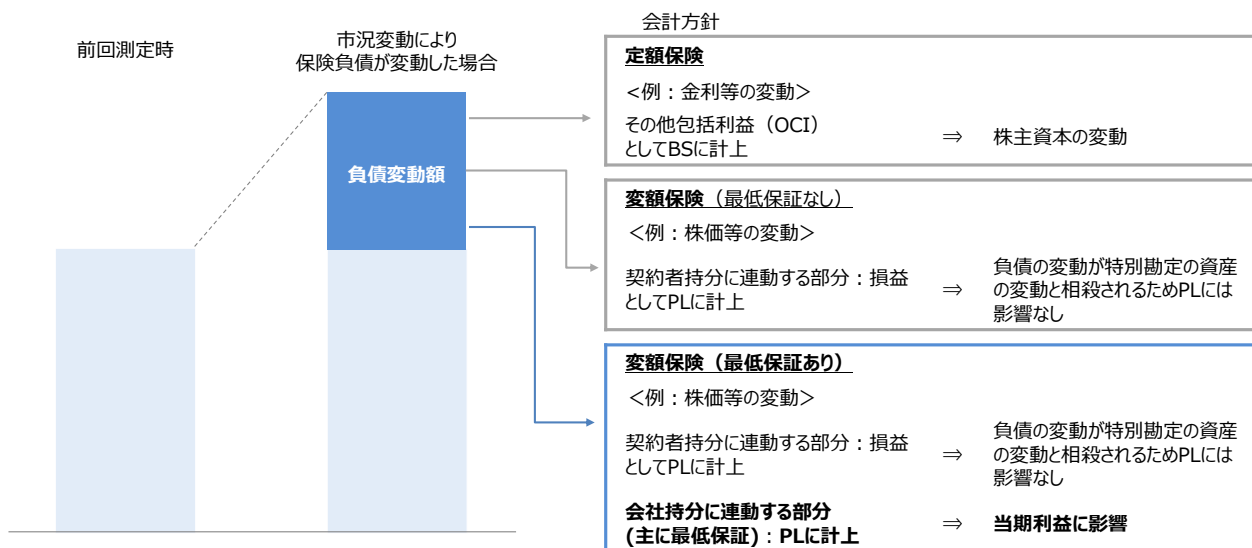 会計方針
前回測定時
市況変動により
保険負債が変動した場合
負債変動額
定額保険
<例：金利等の変動>
その他包括利益（OCI）
としてBSに計上
⇒
株主資本の変動
変額保険（最低保証なし）
<例：株価等の変動>
契約者持分に連動する部分：損益
としてPLに計上
⇒
負債の変動が特別勘定の資産
の変動と相殺されるためPLには
影響なし
変額保険（最低保証あり）
<例：株価等の変動>
契約者持分に連動する部分：損益
としてPLに計上
⇒
負債の変動が特別勘定の資産
の変動と相殺されるためPLには
影響なし
会社持分に連動する部分
(主に最低保証)：PLに計上
⇒
当期利益に影響